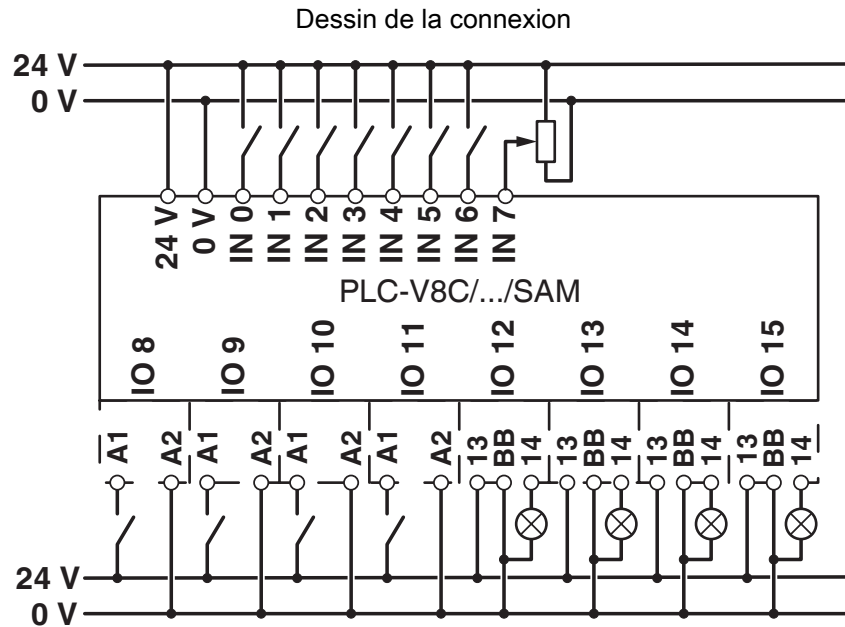 Dessin de la connexion
24 V
0 V
24 V 0 V IN 0 IN 1 IN 2 IN 3 IN 4 IN 5 IN 6 IN 7
PLC-V8C/.../SAM
IO 8 IO 9 IO 10 IO 11 IO 12 IO 13 IO 14 IO 15
A1 A2 A1 A2 A1 A2 A1 A2 13 BB 14 13 BB 14 13 BB 14 13 BB 14
24 V
0 V